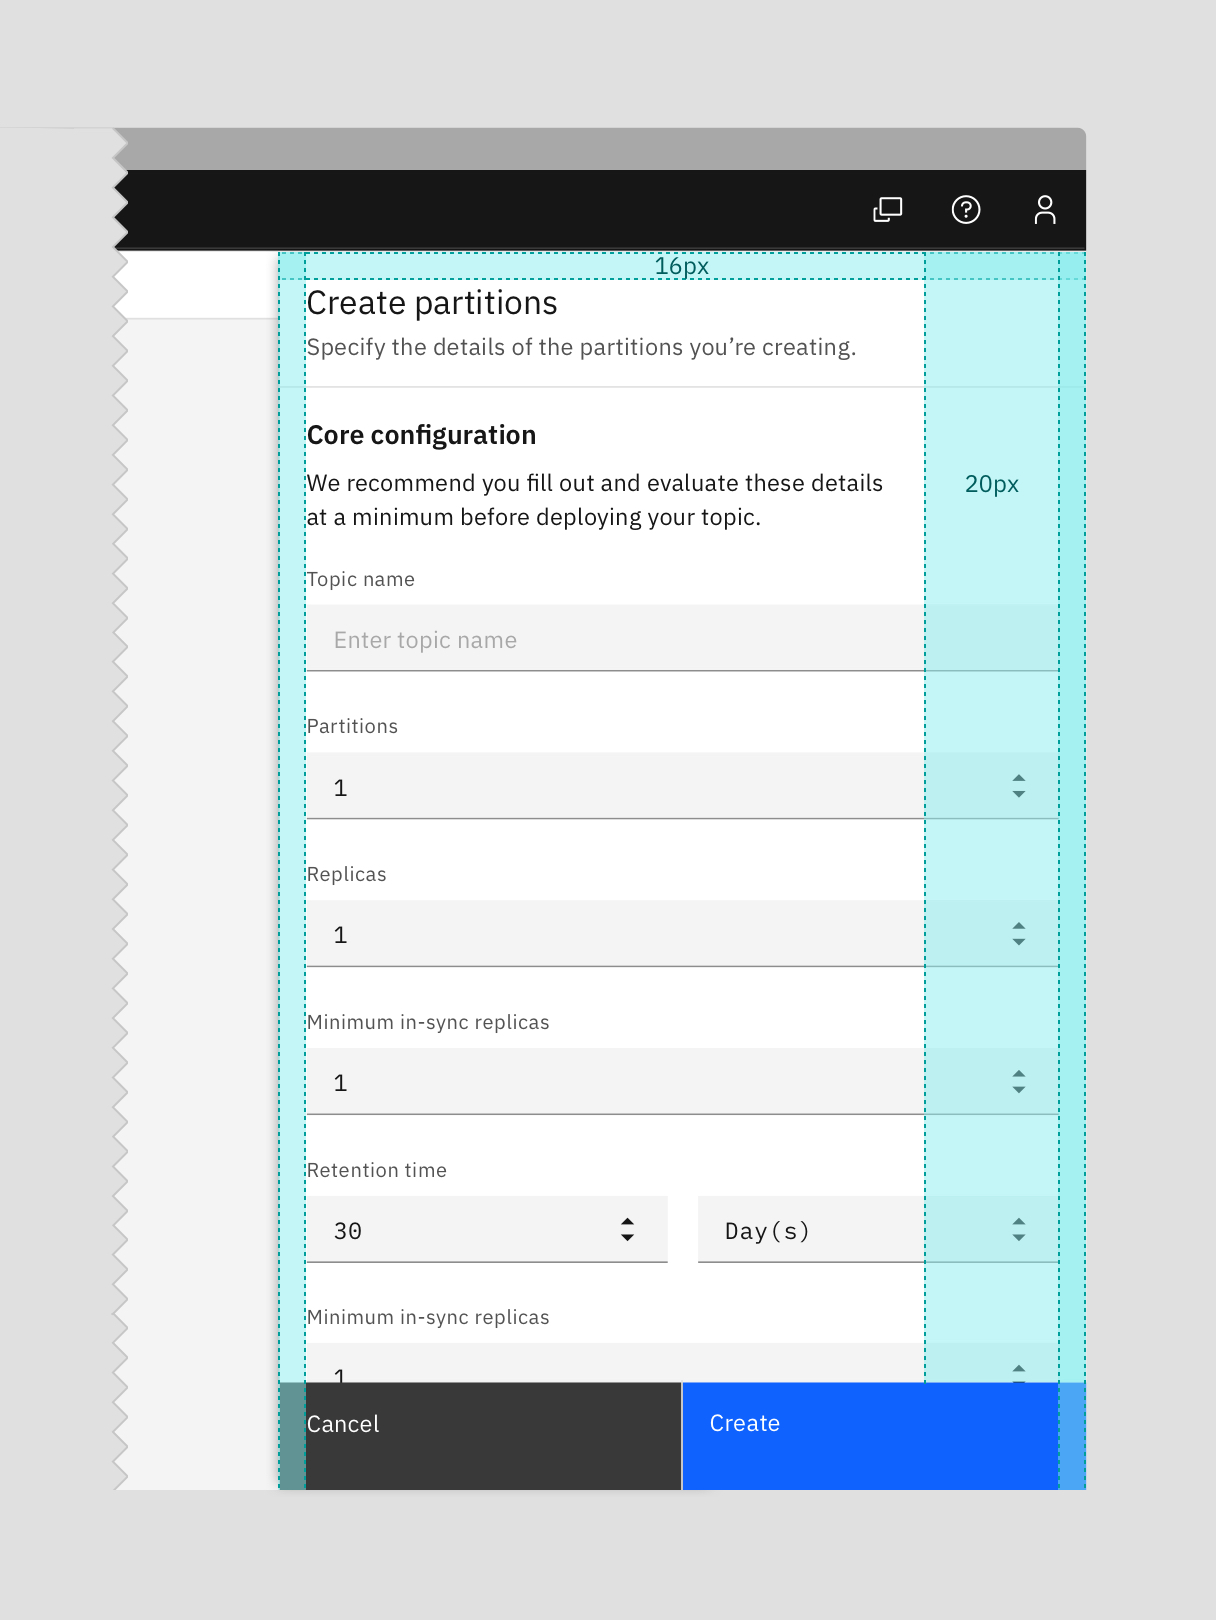 16px
Create partitions
Specify the details of the partitions you’re creating.
Core configuration
We recommend you fill out and evaluate these details
20px
at a minimum before deploying your topic.
Topic name
Enter topic name
Partitions
1
Replicas
1
Minimum in-sync replicas
1
Retention time
30 Day(s)
Minimum in-sync replicas
1
Cancel Create